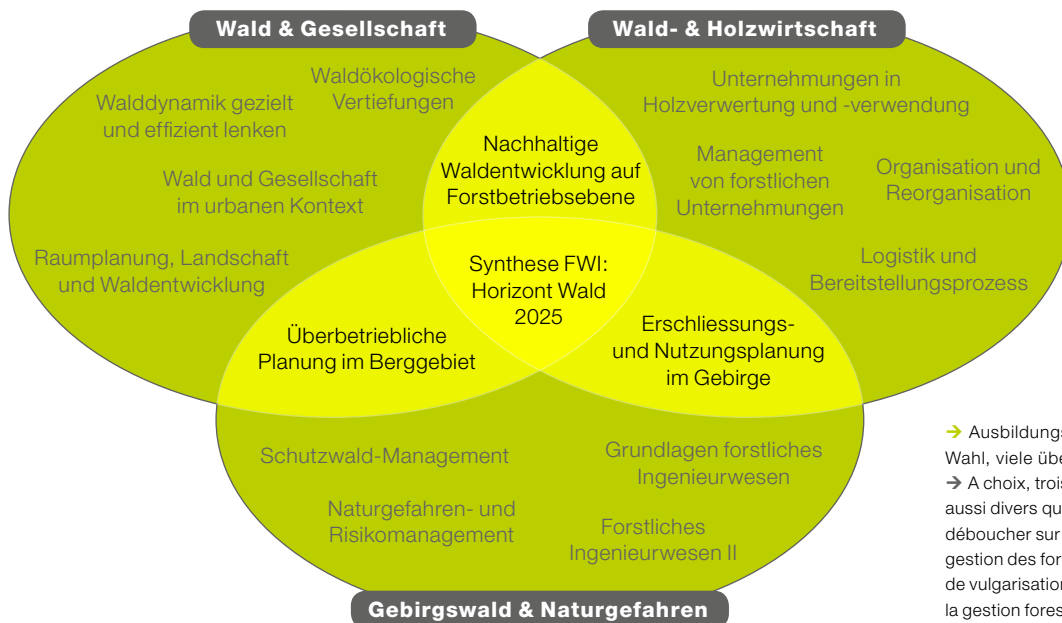 Wald & Gesellschaft
Wald- & Holzwirtschaft
Waldökologische
Vertiefungen
Walddynamik gezielt
und effizient lenken
Wald und Gesellschaft
im urbanen Kontext
Raumplanung, Landschaft
und Waldentwicklung
Nachhaltige
Waldentwicklung auf
Forstbetriebsebene
Unternehmungen in
Holzverwertung und -verwendung
Management
von forstlichen
Unternehmungen
Organisation und
Reorganisation
Logistik und
Bereitstellungsprozess
Synthese FWI:
Horizont Wald
2025
Überbetriebliche
Planung im Berggebiet
Erschliessungs-
und Nutzungsplanung
im Gebirge
Schutzwald-Management
Naturgefahren- und
Risikomanagement
Grundlagen forstliches
Ingenieurwesen
Forstliches
Ingenieurwesen II
Gebirgswald & Naturgefahren
→ Ausbildungs
Wahl, viele übe
→ A choix, trois
aussi divers qu
déboucher sur
gestion des for
de vulgarisation
la gestion fores